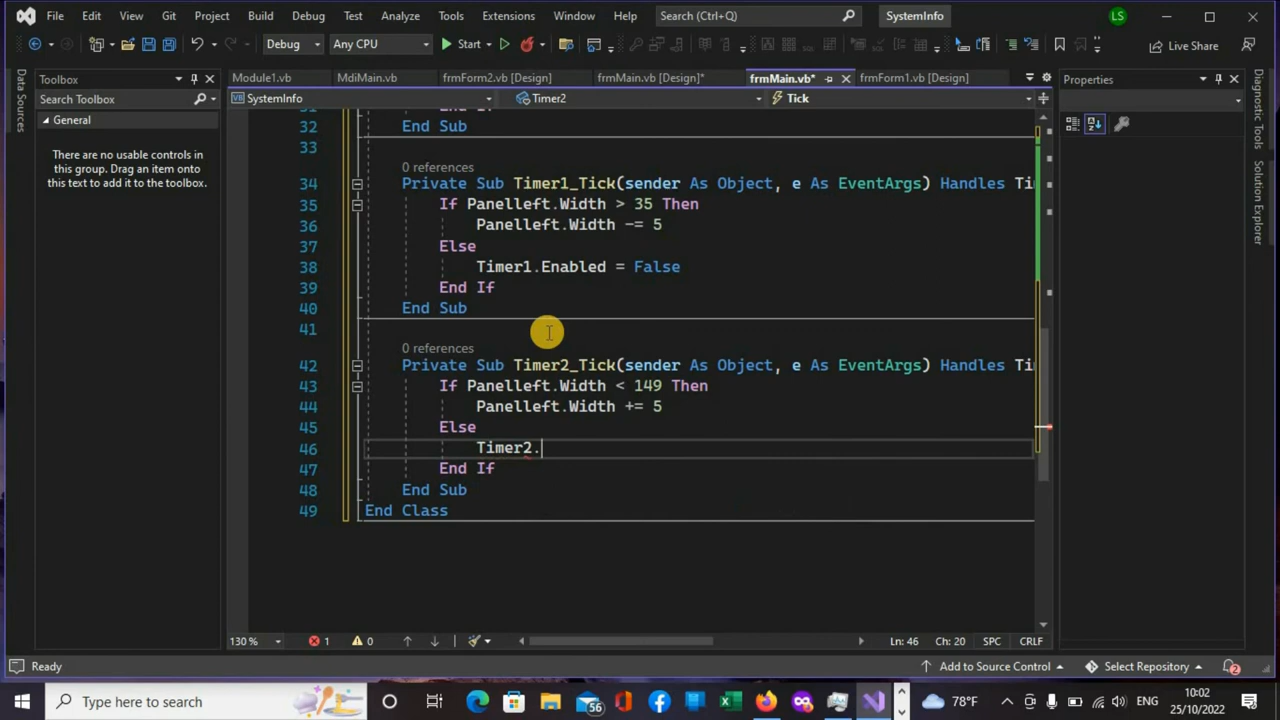 File Edit View Git Project Build Debug Test Analyze Tools Extensions Window Help Search (Ctrl+Q) SystemInfo LS
Debug Any CPU Start Live Share
Data Sources
Toolbox
Search Toolbox
General
There are no usable controls in
this group. Drag an item onto
this text to add it to the toolbox.
Module1.vb MdiMain.vb frmForm2.vb [Design] frmMain.vb [Design]* frmMain.vb* frmForm1.vb [Design]
SystemInfo Timer2 Tick
32 End Sub
33
0 references
34 Private Sub Timer1_Tick(sender As Object, e As EventArgs) Handles Ti
35 If Panelleft.Width > 35 Then
36 Panelleft.Width -= 5
37 Else
38 Timer1.Enabled = False
39 End If
40 End Sub
41
0 references
42 Private Sub Timer2_Tick(sender As Object, e As EventArgs) Handles Ti
43 If Panelleft.Width < 149 Then
44 Panelleft.Width += 5
45 Else
46 Timer2.
47 End If
48 End Sub
49 End Class
130 % 1 0 Ln: 46 Ch: 20 SPC CRLF
Properties
Diagnostic Tools
Solution Explorer
Ready Add to Source Control Select Repository 2
Type here to search 56 78°F ENG 10:02 25/10/2022